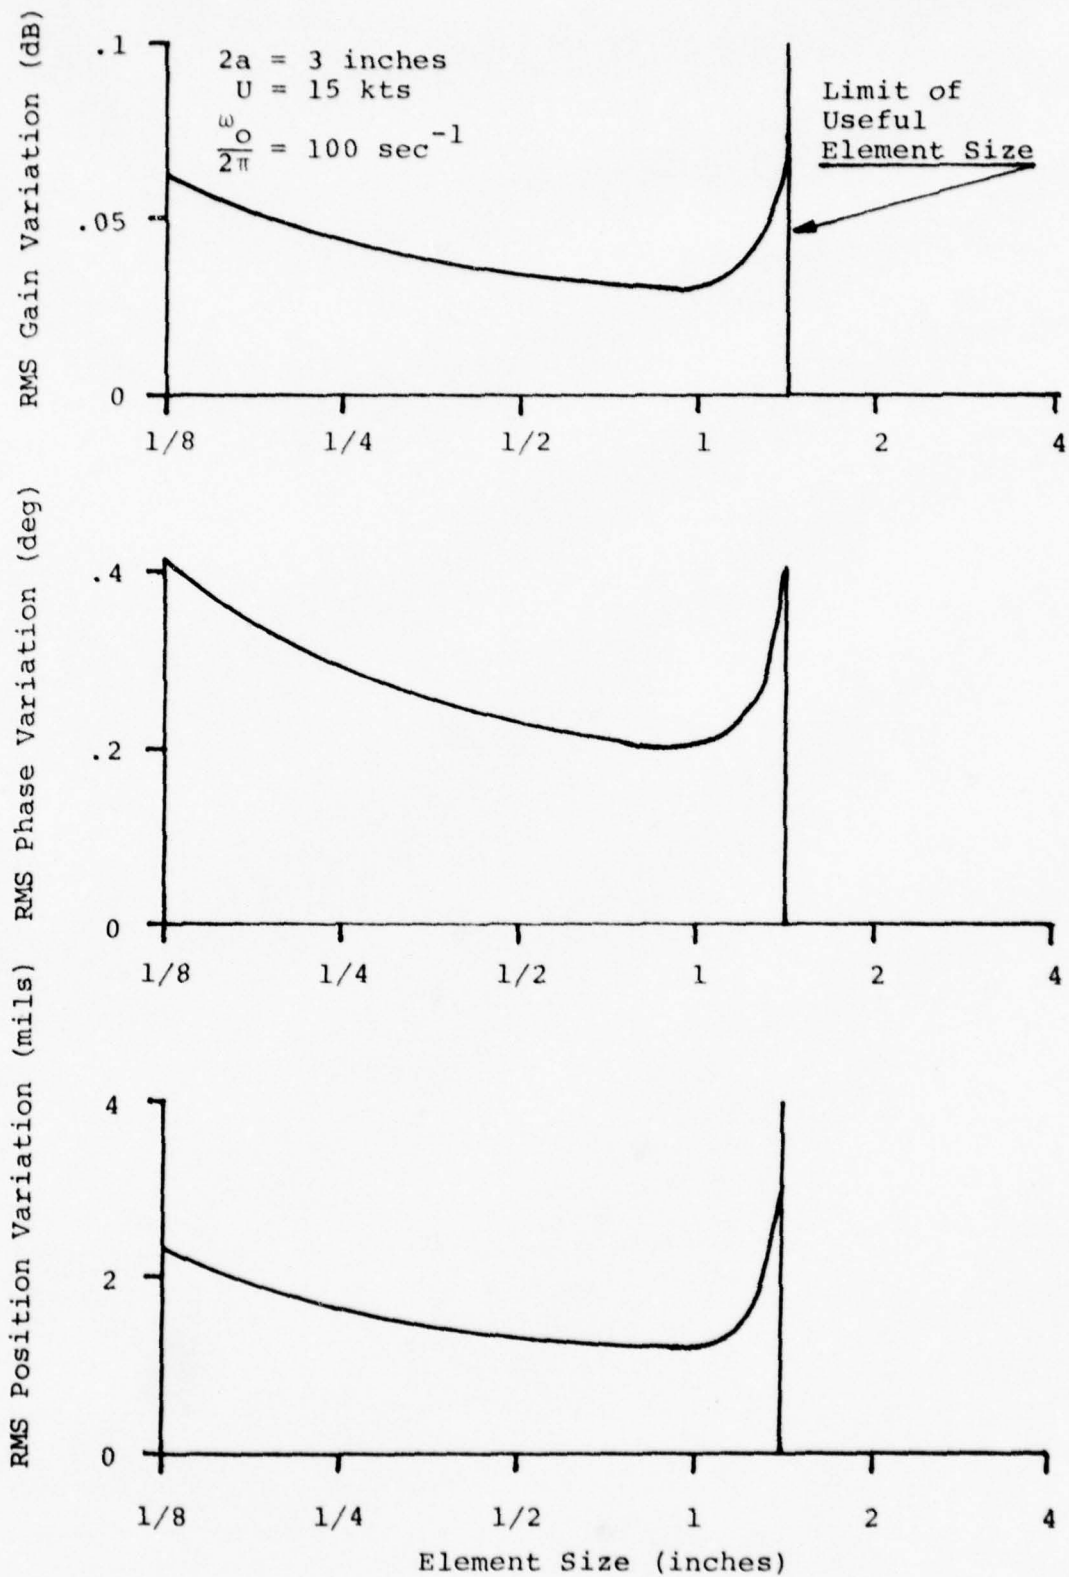 RMS Gain Variation (dB)
.1
.05
0
2a = 3 inches
U = 15 kts
ω₀/2π = 100 sec⁻¹
Limit of
Useful
Element Size
1/8 1/4 1/2 1 2 4
RMS Phase Variation (deg)
.4
.2
0
1/8 1/4 1/2 1 2 4
RMS Position Variation (mils)
4
2
0
1/8 1/4 1/2 1 2 4
Element Size (inches)